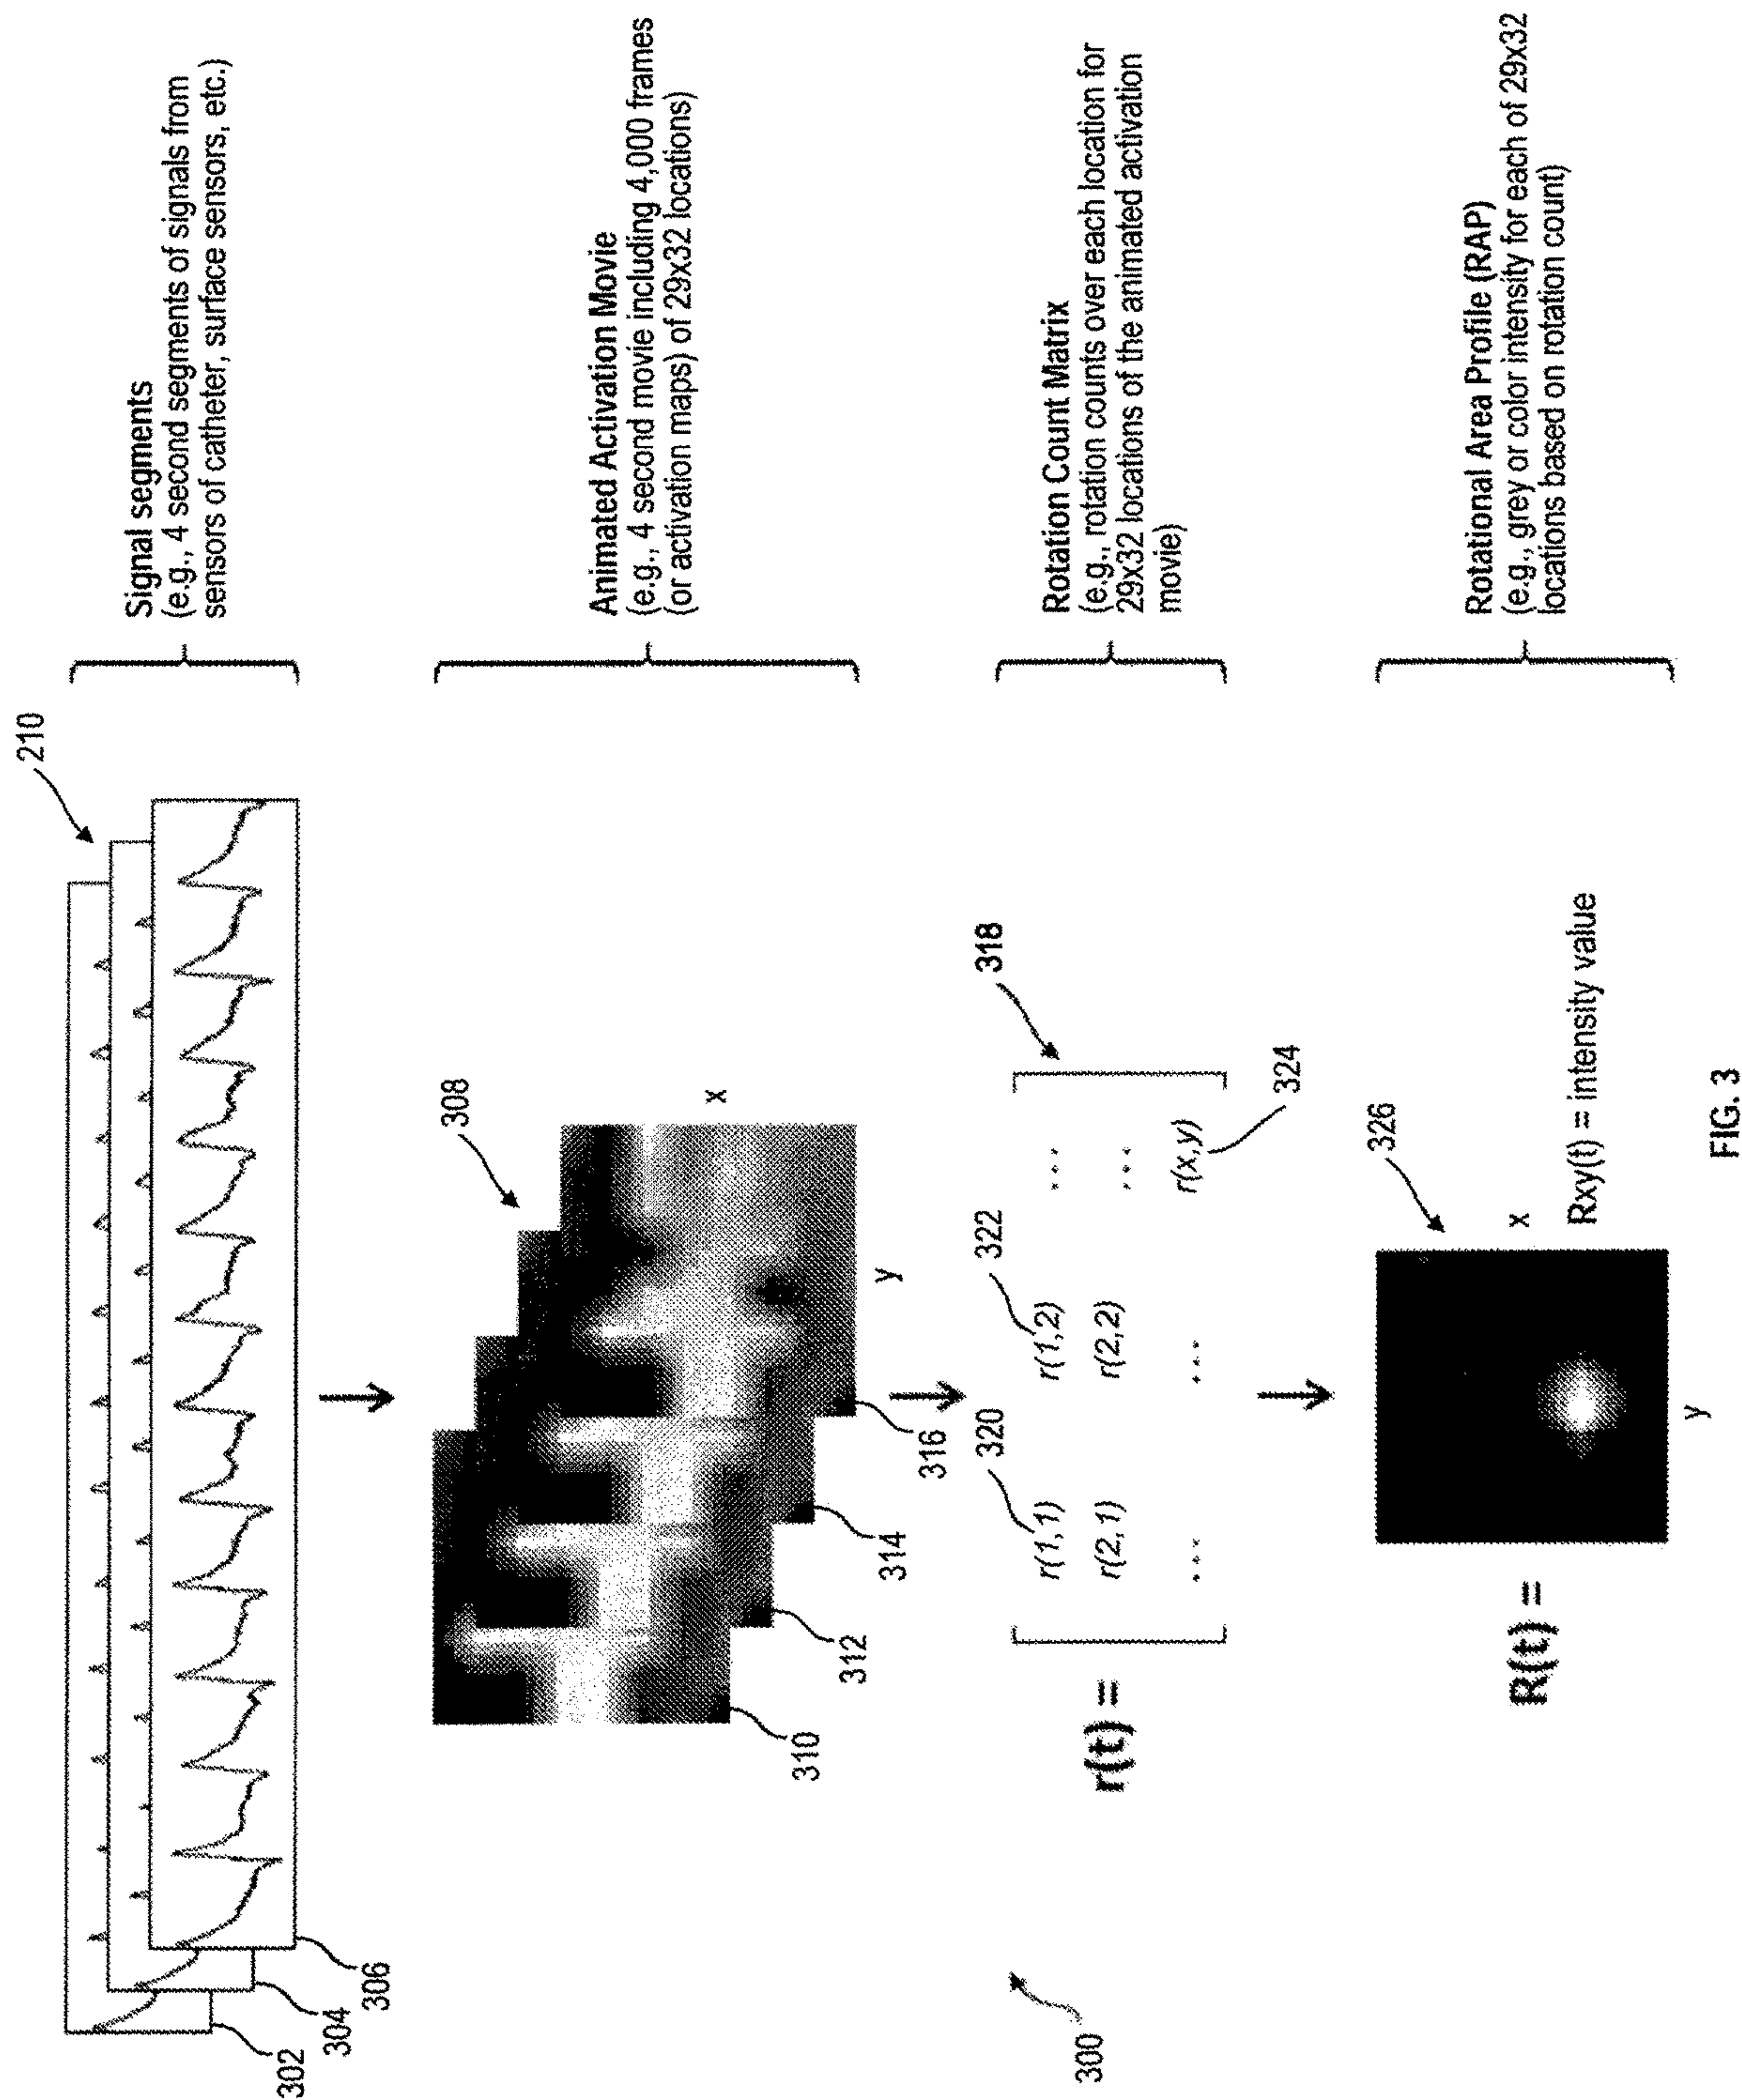 210
302
304
306
Signal segments
(e.g., 4 second segments of signals from
sensors of catheter, surface sensors, etc.)
308
x
y
310
312
314
316
Animated Activation Movie
(e.g., 4 second movie including 4,000 frames
(or activation maps) of 29x32 locations)
318
320
322
r(t) =
r(1,1) r(1,2) ...
r(2,1) r(2,2) ...
... ... r(x,y)
324
Rotation Count Matrix
(e.g., rotation counts over each location for
29x32 locations of the animated activation
movie)
300
326
R(t) =
x
y
Rxy(t) = intensity value
Rotational Area Profile (RAP)
(e.g., grey or color intensity for each of 29x32
locations based on rotation count)
FIG. 3